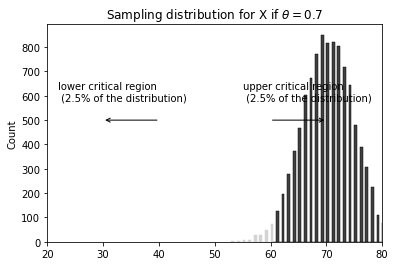 Sampling distribution for X if θ = 0.7
800
700
600
500
400
300
200
100
0
Count
lower critical region
(2.5% of the distribution)
upper critical region
(2.5% of the distribution)
20 30 40 50 60 70 80